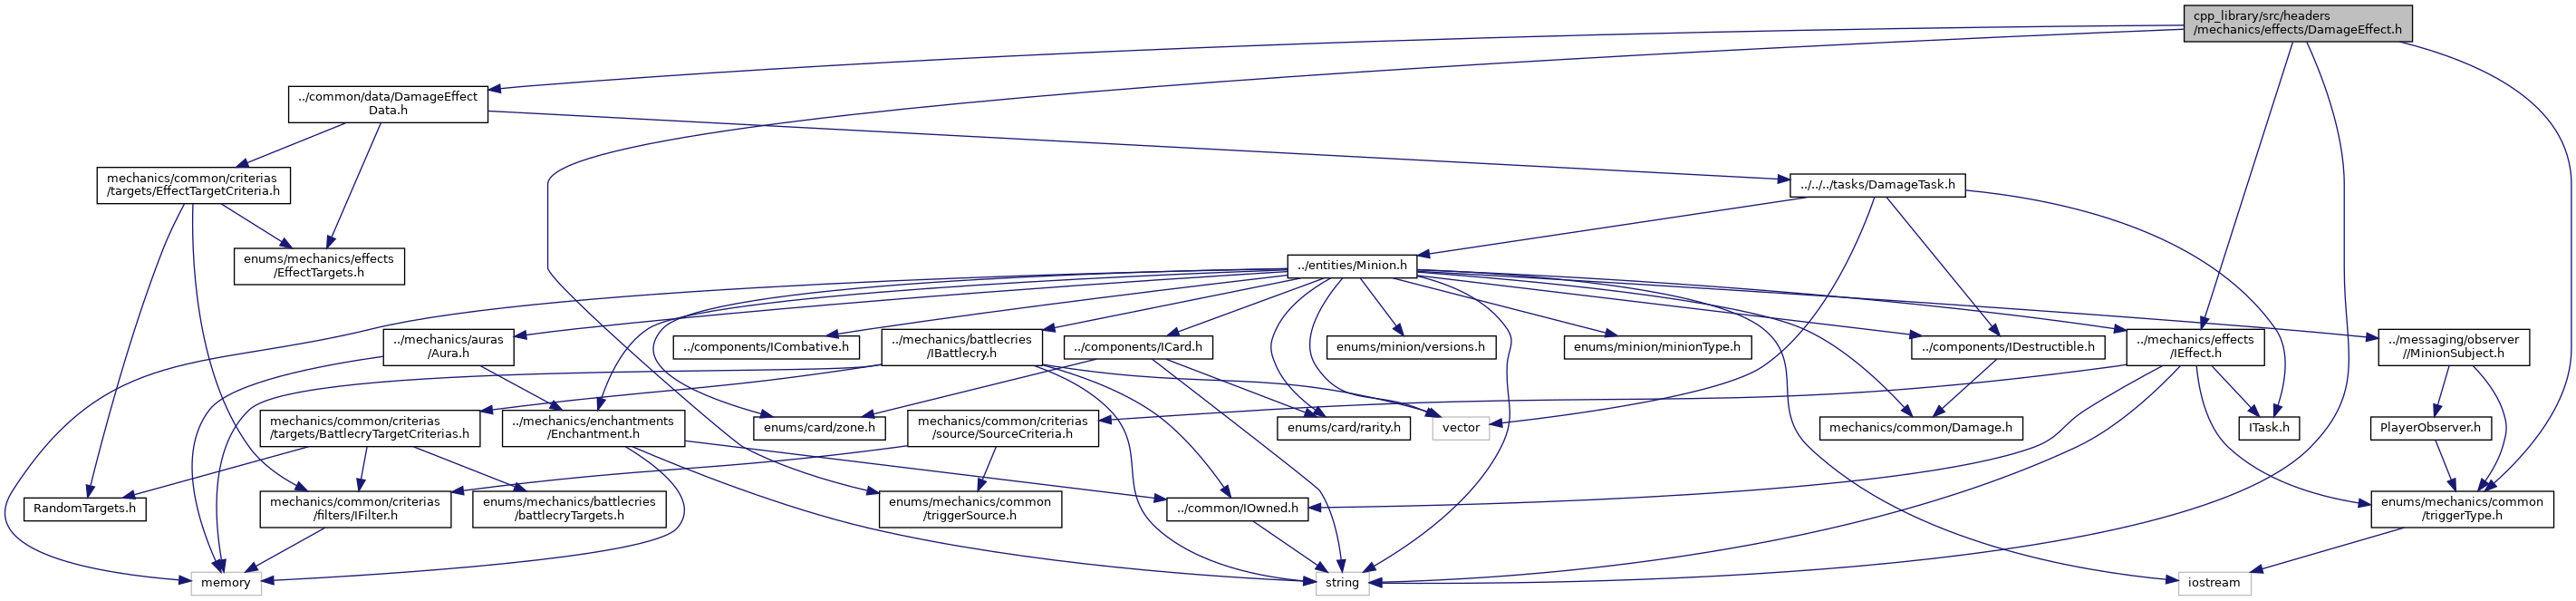 cpp_library/src/headers
/mechanics/effects/DamageEffect.h
../common/data/DamageEffect
Data.h
mechanics/common/criterias
/targets/EffectTargetCriteria.h
../../../tasks/DamageTask.h
enums/mechanics/effects
/EffectTargets.h
../entities/Minion.h
../mechanics/auras
/Aura.h
../components/ICombative.h
../mechanics/battlecries
/IBattlecry.h
../components/ICard.h
enums/minion/versions.h
enums/minion/minionType.h
../components/IDestructible.h
../mechanics/effects
/IEffect.h
../messaging/observer
//MinionSubject.h
mechanics/common/criterias
/targets/BattlecryTargetCriterias.h
../mechanics/enchantments
/Enchantment.h
enums/card/zone.h
mechanics/common/criterias
/source/SourceCriteria.h
enums/card/rarity.h
vector
mechanics/common/Damage.h
ITask.h
PlayerObserver.h
RandomTargets.h
mechanics/common/criterias
/filters/IFilter.h
enums/mechanics/battlecries
/battlecryTargets.h
enums/mechanics/common
/triggerSource.h
../common/IOwned.h
enums/mechanics/common
/triggerType.h
memory
string
iostream